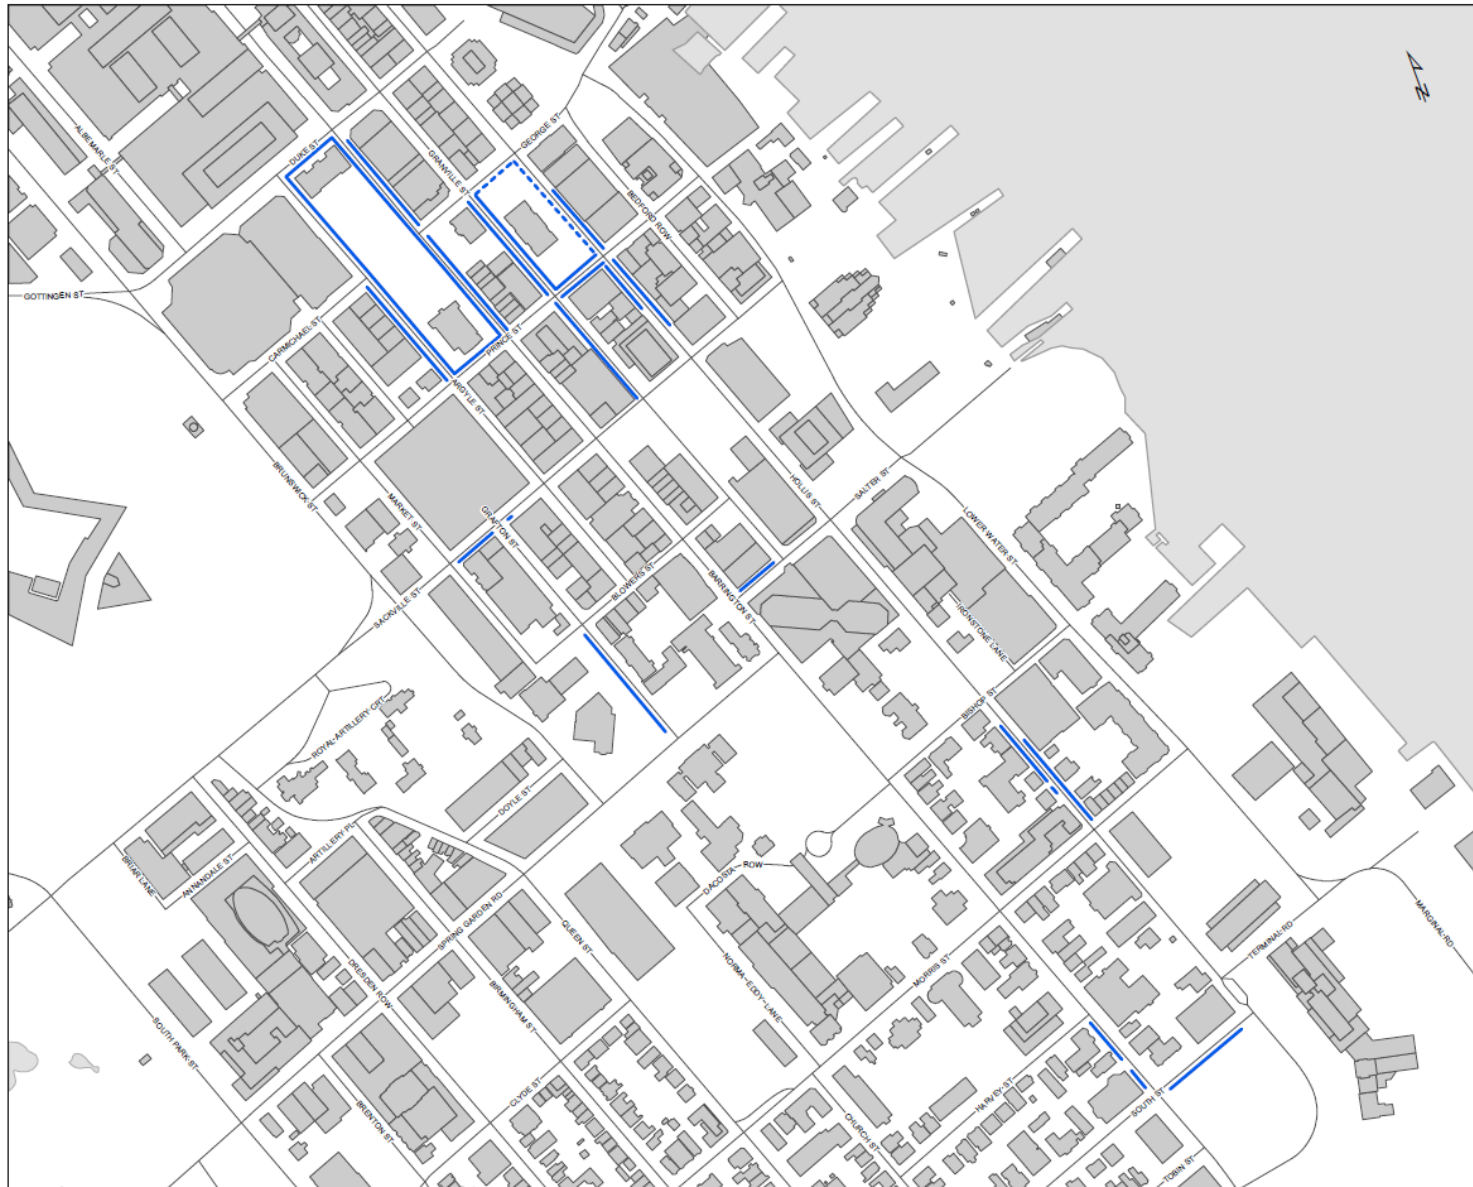 ALBEMARLE ST
DUKE ST
GEORGE ST
GRANVILLE ST
BEDFORD ROW
N
GOTTINGEN ST
CARMICHAEL ST
PRINCE ST
ARGYLE ST
BRUNSWICK ST
MARKET ST
GRAFTON ST
HOLLIS ST
SALTER ST
LOWER WATER ST
SACKVILLE ST
BLOWERS ST
BARRINGTON ST
IRONSTONE LANE
BISHOP ST
ROYAL ARTILLERY CRT
DOYLE ST
ARTILLERY PL
BRIAR LANE
ANNANDALE ST
SPRING GARDEN RD
DACOSTA ROW
QUEEN ST
DRESDEN ROW
BIRMINGHAM ST
NORMA EDDY LANE
MORRIS ST
TERMINAL RD
MARGINAL RD
SOUTH PARK ST
CLYDE ST
BRENTON ST
HARVEY ST
CHURCH ST
SOUTH ST
TOBIN ST